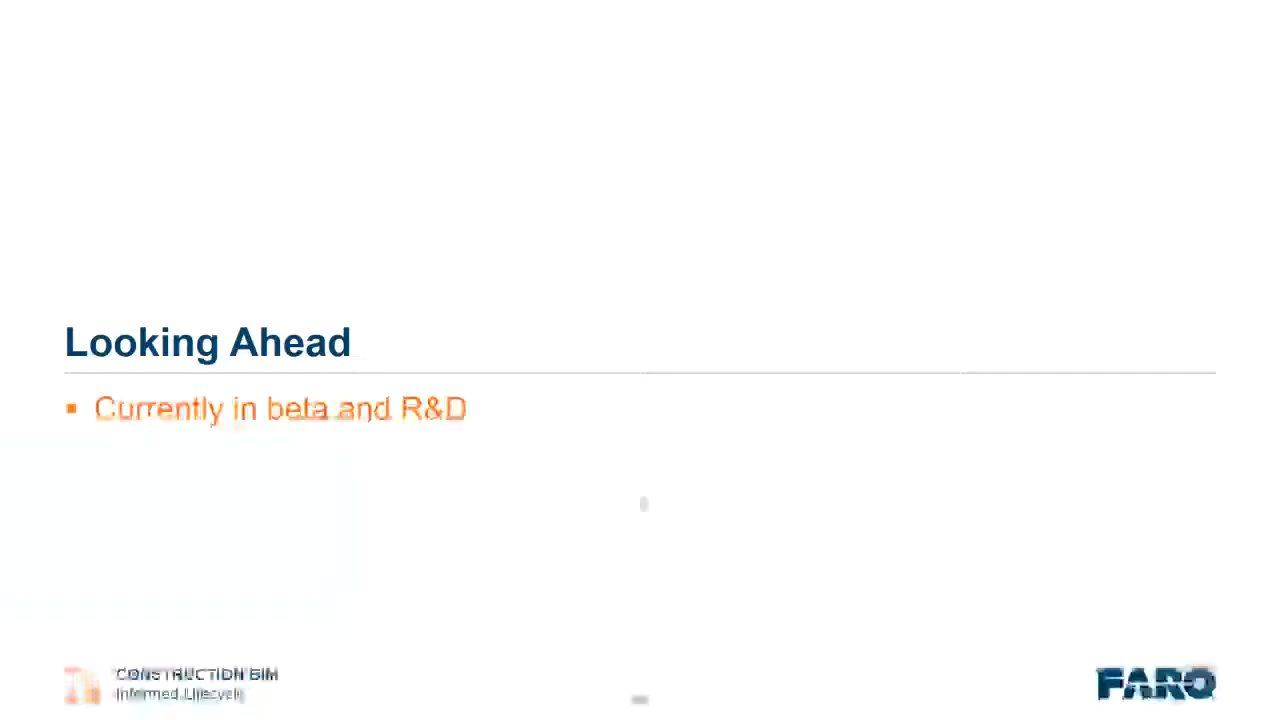 Looking Ahead
▪ Currently in beta and R&D
CONSTRUCTION BIM
Informed Lifecycle
FARO